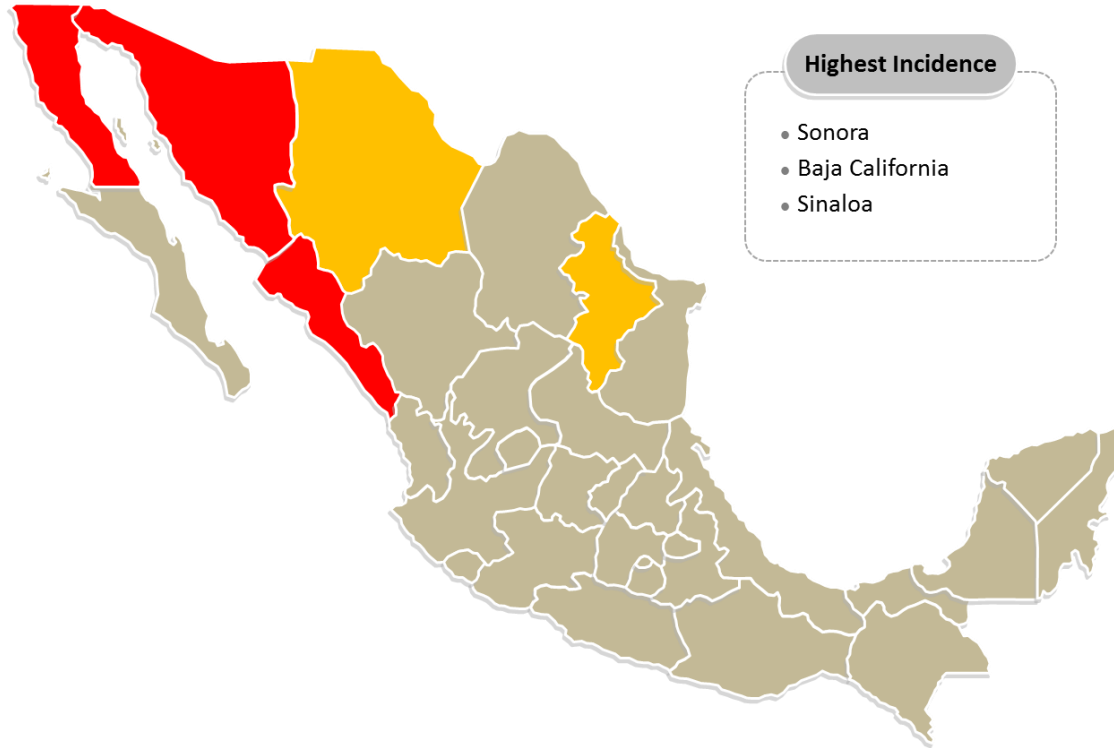 Highest Incidence
• Sonora
• Baja California
• Sinaloa